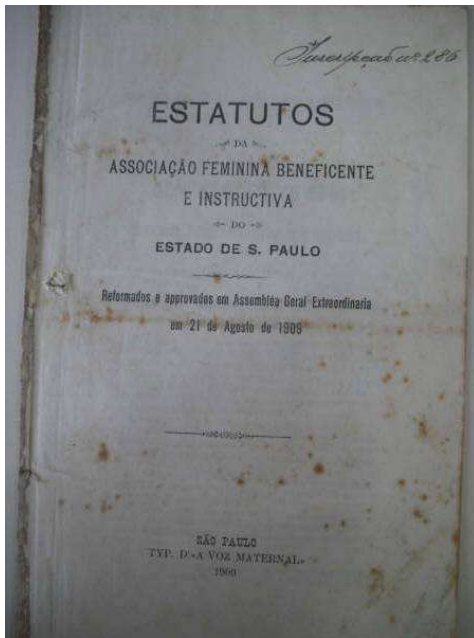 Inscripção nº 286
ESTATUTOS
DA
ASSOCIAÇÃO FEMININA BENEFICENTE
E INSTRUCTIVA
DO
ESTADO DE S. PAULO
Reformados e approvados em Assembléa Geral Extraordinaria
em 21 de Agosto de 1909
SÃO PAULO
TYP. D'«A VOZ MATERNAL»
1909